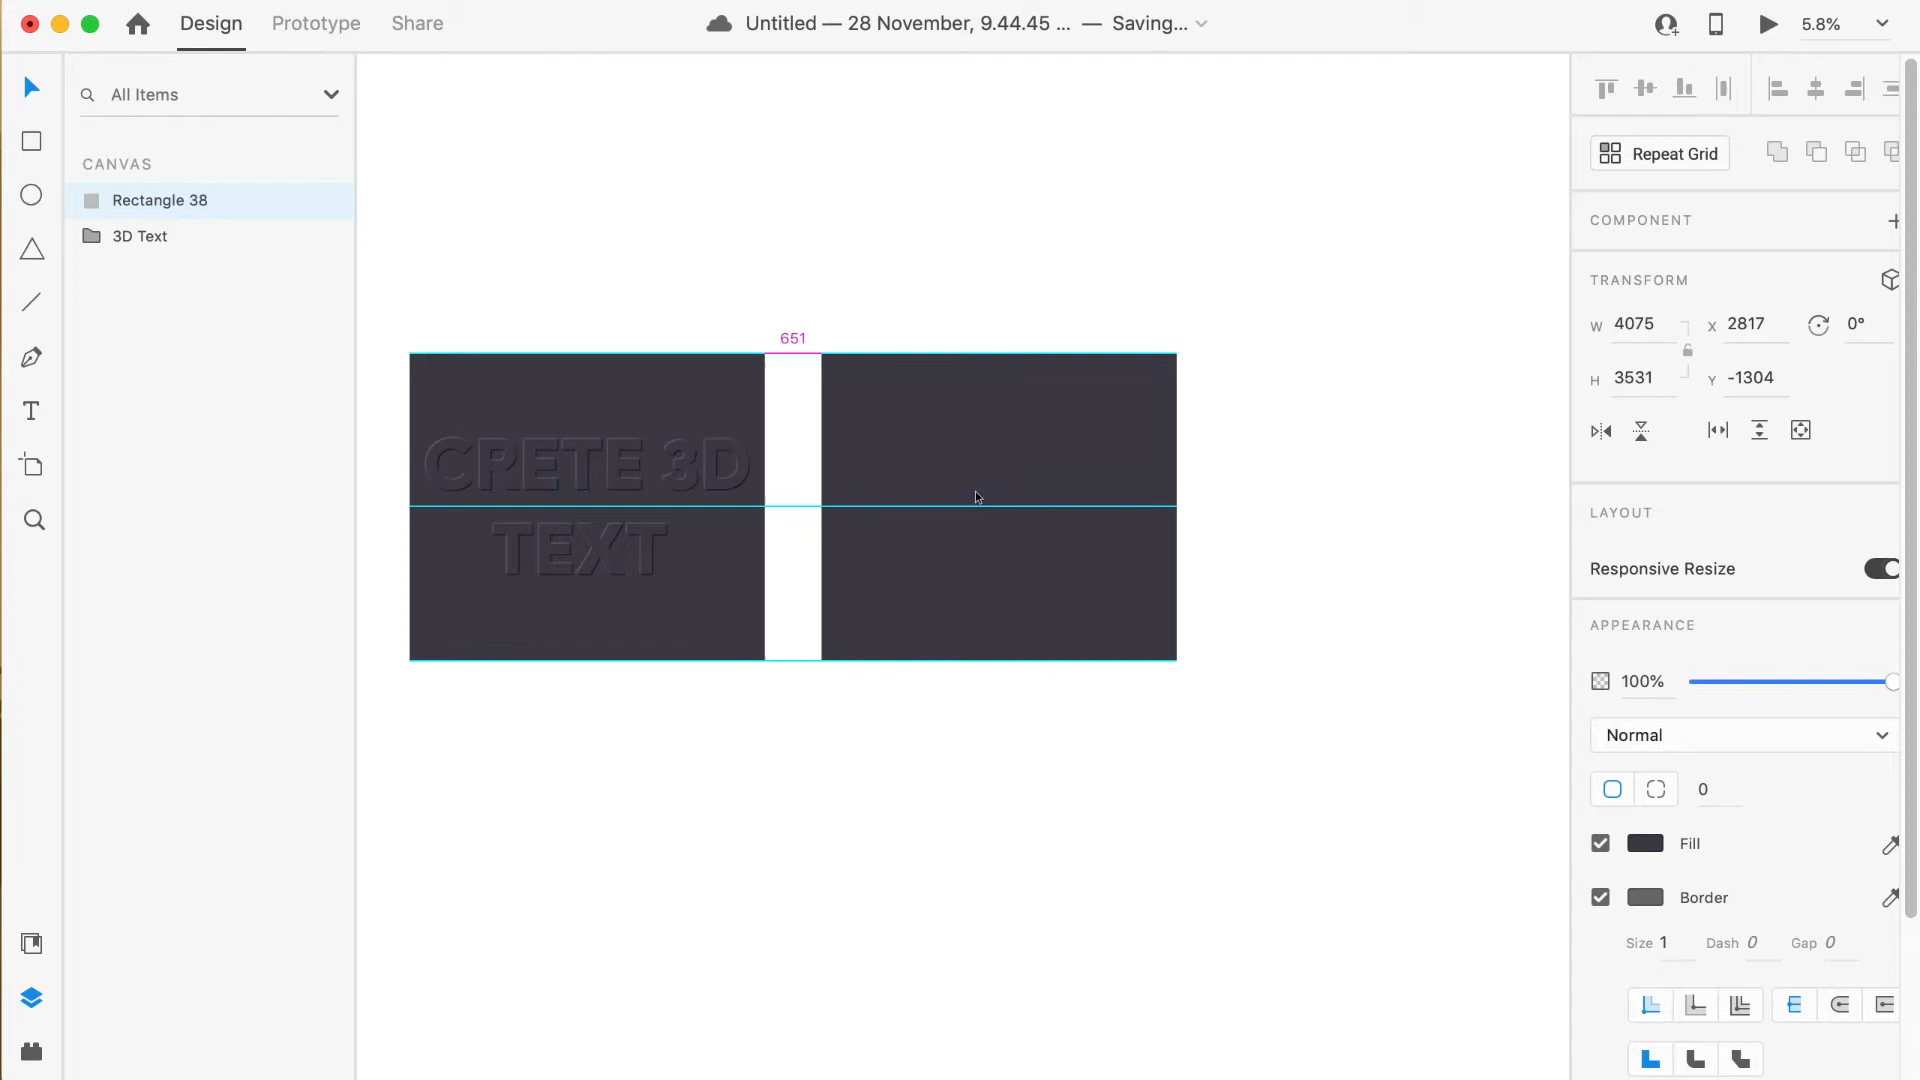 Design Prototype Share Untitled — 28 November, 9.44.45 ... — Saving... 5.8%
All Items
CANVAS
Rectangle 38
3D Text
651
CRETE 3D
TEXT
Repeat Grid
COMPONENT
TRANSFORM
W 4075 X 2817 0°
H 3531 Y -1304
LAYOUT
Responsive Resize
APPEARANCE
100%
Normal
0
Fill
Border
Size 1 Dash 0 Gap 0